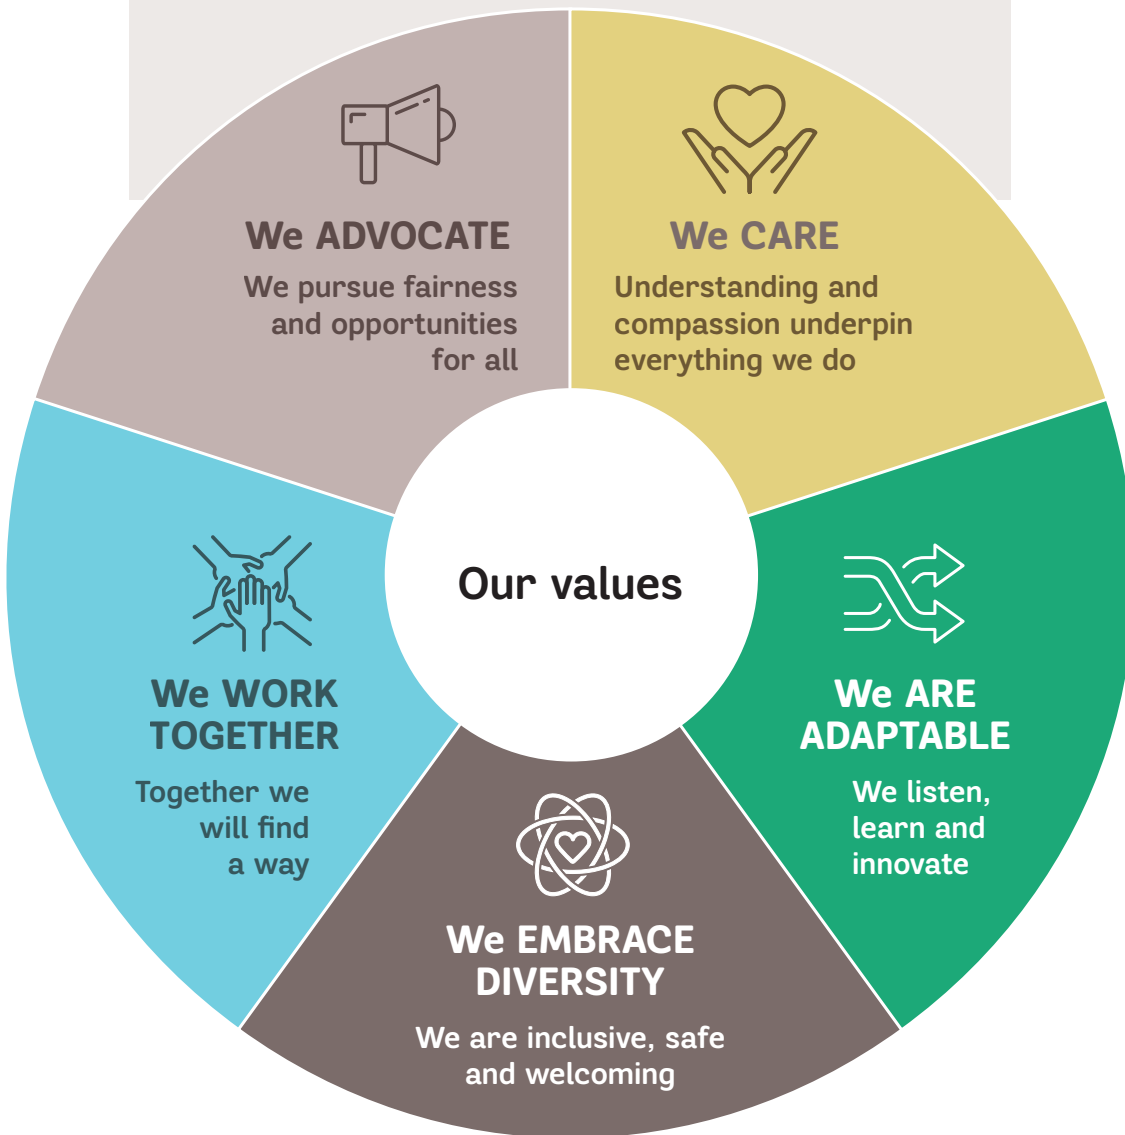 We ADVOCATE
We pursue fairness
and opportunities
for all
We CARE
Understanding and
compassion underpin
everything we do
Our values
We WORK
TOGETHER
Together we
will find
a way
We ARE
ADAPTABLE
We listen,
learn and
innovate
We EMBRACE
DIVERSITY
We are inclusive, safe
and welcoming